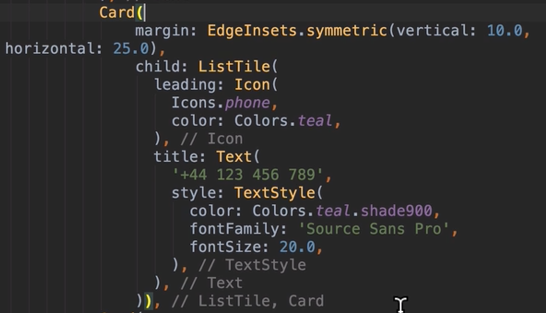 Card(
margin: EdgeInsets.symmetric(vertical: 10.0,
horizontal: 25.0),
child: ListTile(
leading: Icon(
Icons.phone,
color: Colors.teal,
), // Icon
title: Text(
'+44 123 456 789',
style: TextStyle(
color: Colors.teal.shade900,
fontFamily: 'Source Sans Pro',
fontSize: 20.0,
), // TextStyle
), // Text
)), // ListTile, Card